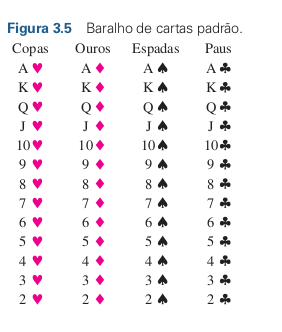 Figura 3.5 Baralho de cartas padrão.
Copas Ouros Espadas Paus
A ♥ A ♦ A ♠ A ♣
K ♥ K ♦ K ♠ K ♣
Q ♥ Q ♦ Q ♠ Q ♣
J ♥ J ♦ J ♠ J ♣
10 ♥ 10 ♦ 10 ♠ 10 ♣
9 ♥ 9 ♦ 9 ♠ 9 ♣
8 ♥ 8 ♦ 8 ♠ 8 ♣
7 ♥ 7 ♦ 7 ♠ 7 ♣
6 ♥ 6 ♦ 6 ♠ 6 ♣
5 ♥ 5 ♦ 5 ♠ 5 ♣
4 ♥ 4 ♦ 4 ♠ 4 ♣
3 ♥ 3 ♦ 3 ♠ 3 ♣
2 ♥ 2 ♦ 2 ♠ 2 ♣